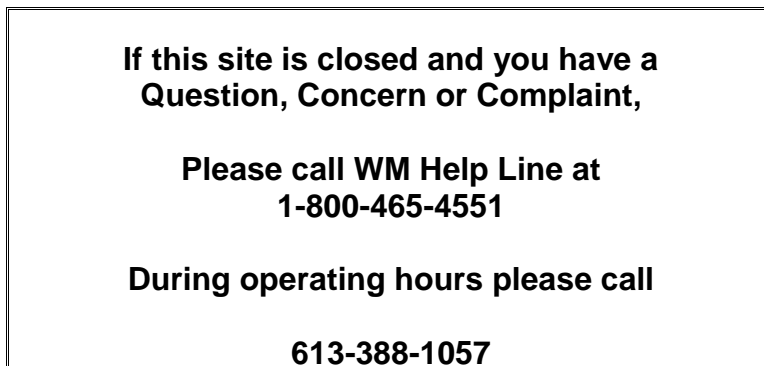 If this site is closed and you have a
Question, Concern or Complaint,
Please call WM Help Line at
1-800-465-4551
During operating hours please call
613-388-1057